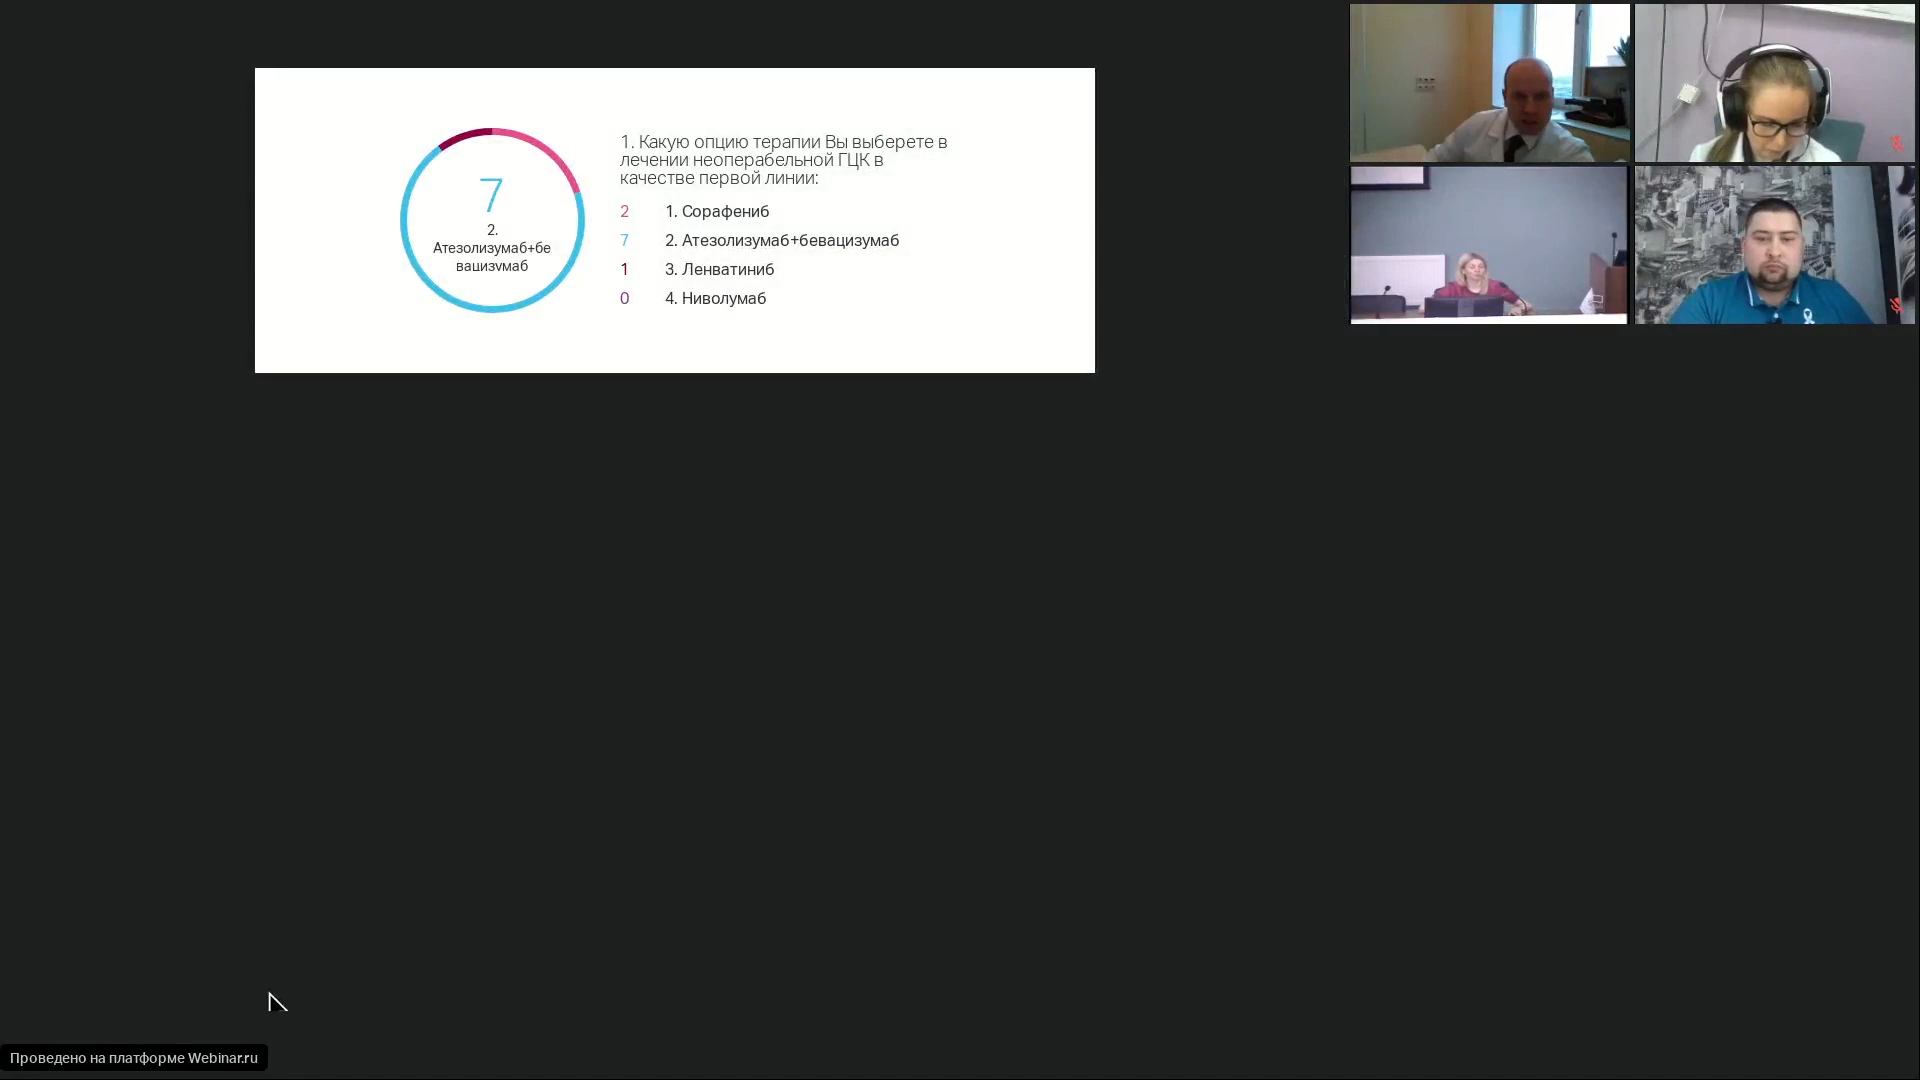 7
2.
Атезолизумаб+бе
вацизумаб
1. Какую опцию терапии Вы выберете в
лечении неоперабельной ГЦК в
качестве первой линии:
2 1. Сорафениб
7 2. Атезолизумаб+бевацизумаб
1 3. Ленватиниб
0 4. Ниволумаб
Проведено на платформе Webinar.ru